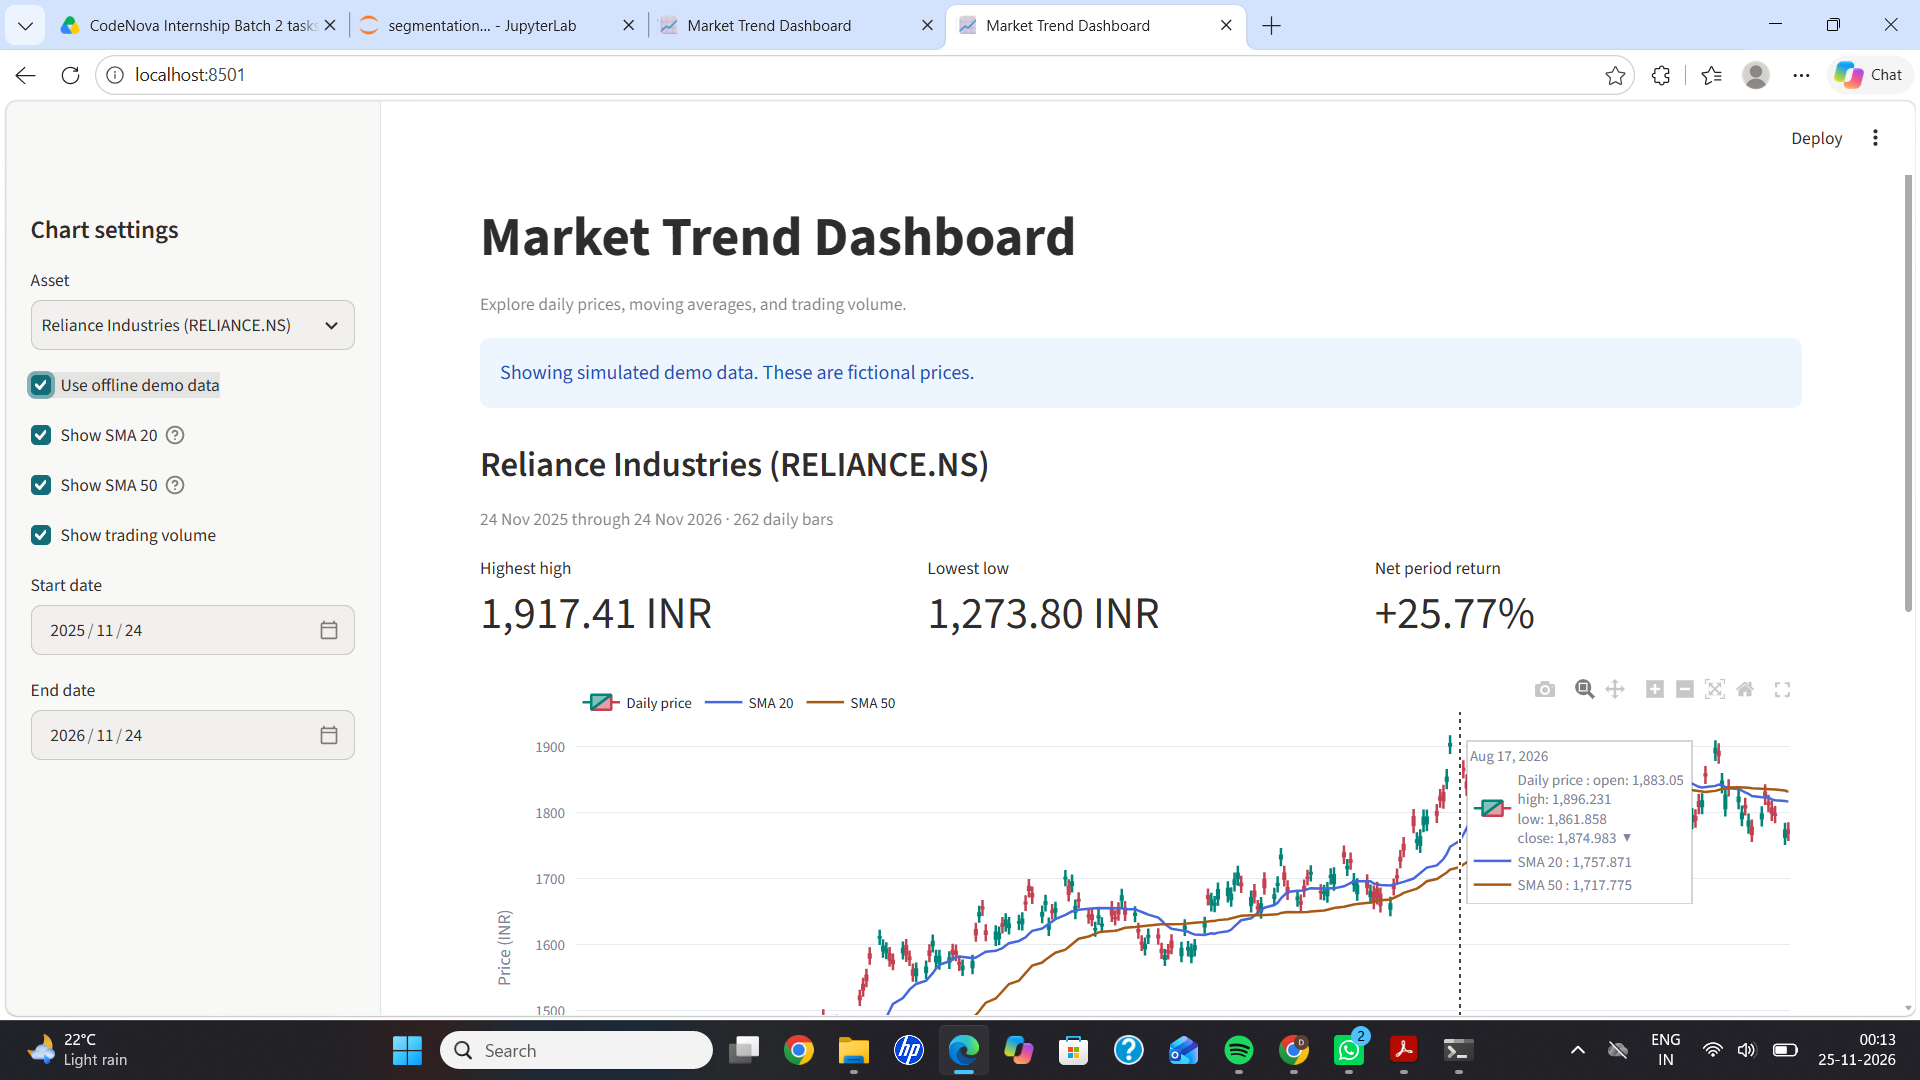 CodeNova Internship Batch 2 tasks
segmentation... - JupyterLab
Market Trend Dashboard
Market Trend Dashboard
localhost:8501
Chat
Deploy
Chart settings
Asset
Reliance Industries (RELIANCE.NS)
Use offline demo data
Show SMA 20
Show SMA 50
Show trading volume
Start date
2025/11/24
End date
2026/11/24
Market Trend Dashboard
Explore daily prices, moving averages, and trading volume.
Showing simulated demo data. These are fictional prices.
Reliance Industries (RELIANCE.NS)
24 Nov 2025 through 24 Nov 2026 · 262 daily bars
Highest high
1,917.41 INR
Lowest low
1,273.80 INR
Net period return
+25.77%
Daily price
SMA 20
SMA 50
1900
1800
1700
1600
1500
Price (INR)
Aug 17, 2026
Daily price : open: 1,883.05
high: 1,896.231
low: 1,861.858
close: 1,874.983 ▼
SMA 20 : 1,757.871
SMA 50 : 1,717.775
22°C
Light rain
Search
hp
D
2
ENG
IN
00:13
25-11-2026